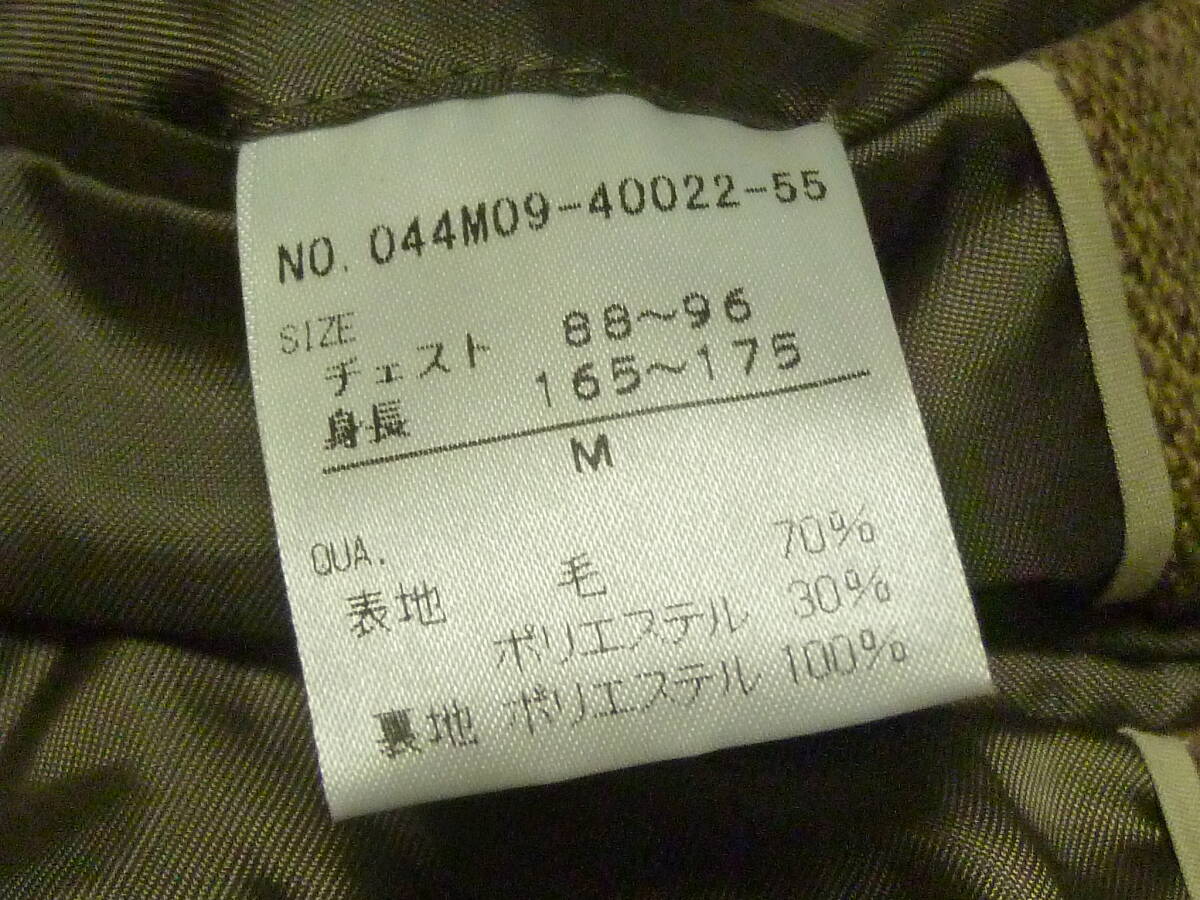 NO. 044M09-40022-55
SIZE
チェスト 88～96
身長 165～175
M
QUA.
表地 毛 70%
ポリエステル 30%
裏地 ポリエステル 100%